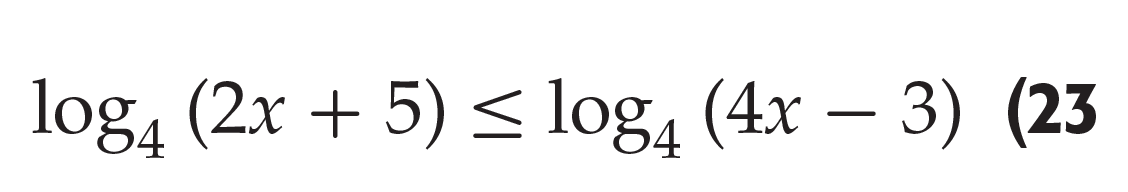 log₄ (2x + 5) ≤ log₄ (4x − 3) (23